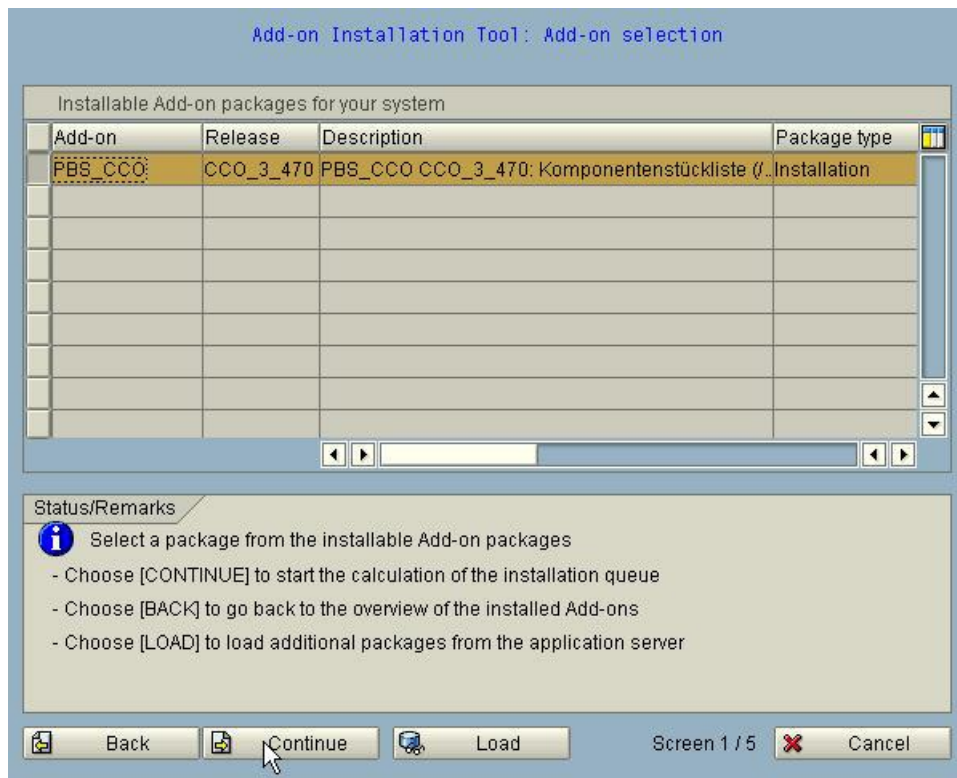 Add-on Installation Tool: Add-on selection
Installable Add-on packages for your system
Add-on Release Description Package type
PBS_CCO CCO_3_470 PBS_CCO CCO_3_470: Komponentenstückliste (/.. Installation
Status/Remarks
Select a package from the installable Add-on packages
- Choose [CONTINUE] to start the calculation of the installation queue
- Choose [BACK] to go back to the overview of the installed Add-ons
- Choose [LOAD] to load additional packages from the application server
Back Continue Load Screen 1 / 5 Cancel